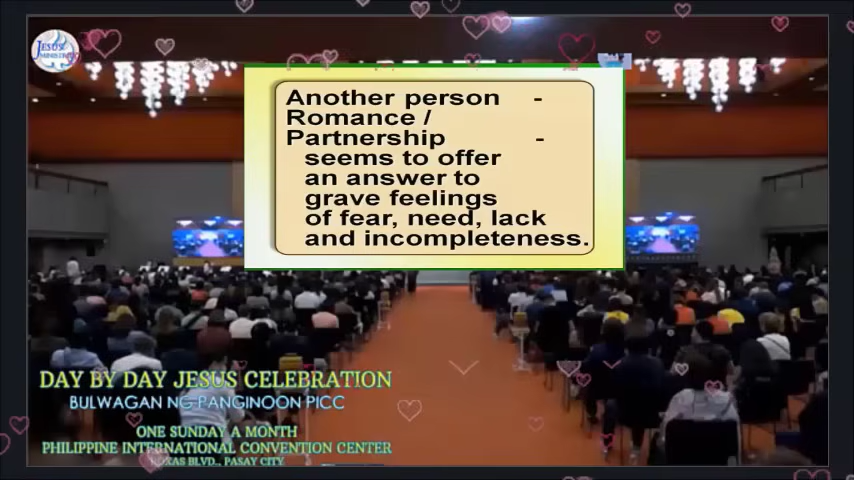 JESUS
Another person -
Romance /
Partnership -
seems to offer
an answer to
grave feelings
of fear, need, lack
and incompleteness.
DAY BY DAY JESUS CELEBRATION
BULWAGAN NG PANGINOON PICC
ONE SUNDAY A MONTH
PHILIPPINE INTERNATIONAL CONVENTION CENTER
ROXAS BLVD., PASAY CITY